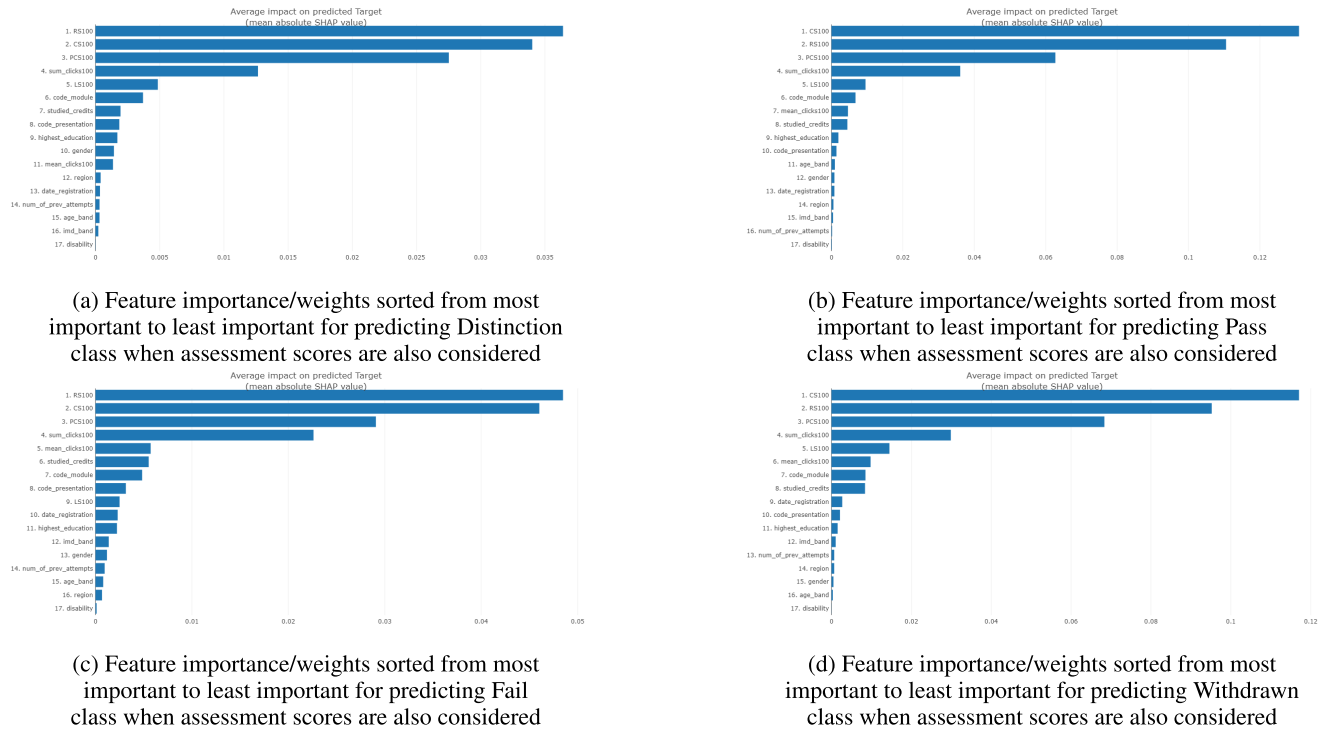 Average impact on predicted Target
(mean absolute SHAP value)
1. RS100
2. CS100
3. PCS100
4. sum_clicks100
5. LS100
6. code_module
7. studied_credits
8. code_presentation
9. highest_education
10. gender
11. mean_clicks100
12. region
13. date_registration
14. num_of_prev_attempts
15. age_band
16. imd_band
17. disability
0 0.005 0.01 0.015 0.02 0.025 0.03 0.035
(a) Feature importance/weights sorted from most
important to least important for predicting Distinction
class when assessment scores are also considered
Average impact on predicted Target
(mean absolute SHAP value)
1. CS100
2. RS100
3. PCS100
4. sum_clicks100
5. LS100
6. code_module
7. mean_clicks100
8. studied_credits
9. highest_education
10. code_presentation
11. age_band
12. gender
13. date_registration
14. region
15. imd_band
16. num_of_prev_attempts
17. disability
0 0.02 0.04 0.06 0.08 0.1 0.12
(b) Feature importance/weights sorted from most
important to least important for predicting Pass
class when assessment scores are also considered
Average impact on predicted Target
(mean absolute SHAP value)
1. RS100
2. CS100
3. PCS100
4. sum_clicks100
5. mean_clicks100
6. studied_credits
7. code_module
8. code_presentation
9. LS100
10. date_registration
11. highest_education
12. imd_band
13. gender
14. num_of_prev_attempts
15. age_band
16. region
17. disability
0 0.01 0.02 0.03 0.04 0.05
(c) Feature importance/weights sorted from most
important to least important for predicting Fail
class when assessment scores are also considered
Average impact on predicted Target
(mean absolute SHAP value)
1. CS100
2. RS100
3. PCS100
4. sum_clicks100
5. LS100
6. mean_clicks100
7. code_module
8. studied_credits
9. date_registration
10. code_presentation
11. highest_education
12. imd_band
13. num_of_prev_attempts
14. region
15. gender
16. age_band
17. disability
0 0.02 0.04 0.06 0.08 0.1 0.12
(d) Feature importance/weights sorted from most
important to least important for predicting Withdrawn
class when assessment scores are also considered